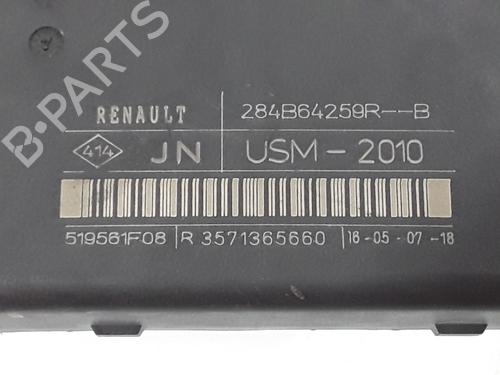 RENAULT 284B64259R--B
414 JN USM-2010
519561F08 R 3571365660 16-05-07-18
B-PARTS